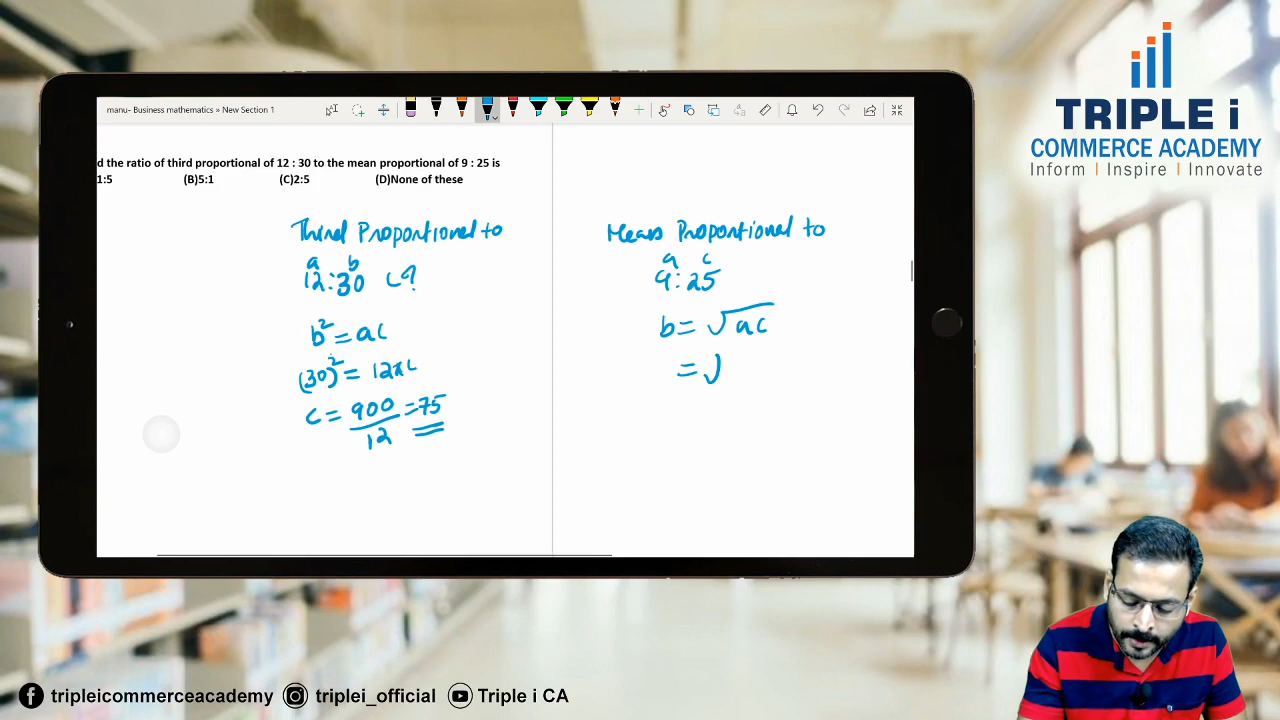 manu- Business mathematics » New Section 1
d the ratio of third proportional of 12 : 30 to the mean proportional of 9 : 25 is
1:5 (B)5:1 (C)2:5 (D)None of these
Third Proportional to
a b
12:30 c?
b² = ac
(30)² = 12×c
c = 900/12 = 75
Mean Proportional to
a c
9:25
b = √ac
= √
TRIPLE i
COMMERCE ACADEMY
Inform | Inspire | Innovate
tripleicommerceacademy triplei_official Triple i CA